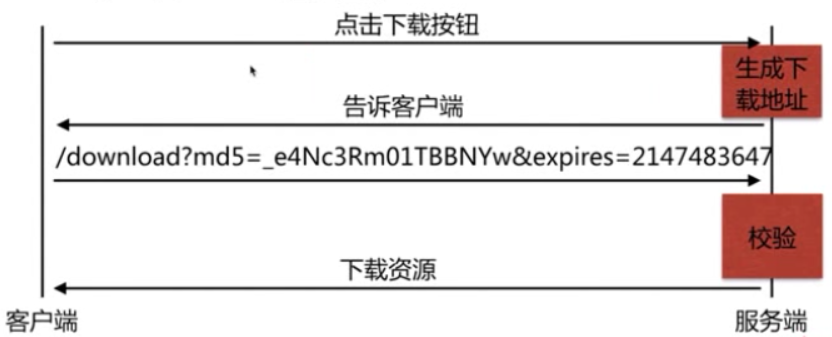 点击下载按钮
生成下
载地址
告诉客户端
/download?md5=_e4Nc3Rm01TBBNYw&expires=2147483647
校验
下载资源
客户端
服务端